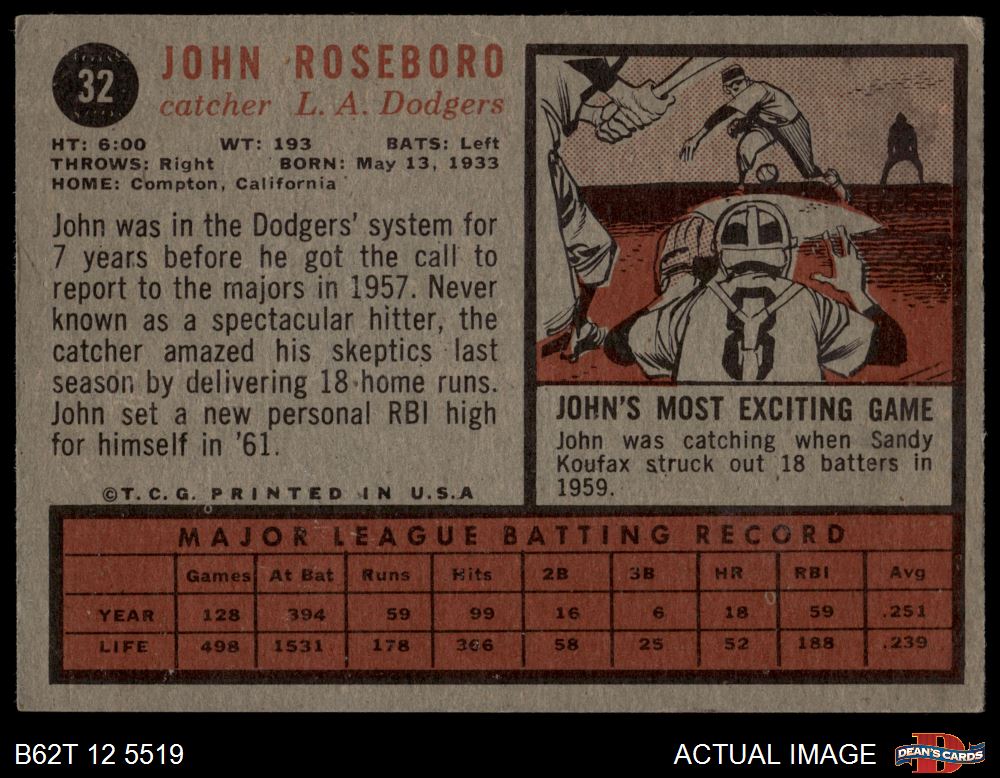 32
JOHN ROSEBORO
catcher L. A. Dodgers
HT: 6:00 WT: 193 BATS: Left
THROWS: Right BORN: May 13, 1933
HOME: Compton, California
John was in the Dodgers' system for
7 years before he got the call to
report to the majors in 1957. Never
known as a spectacular hitter, the
catcher amazed his skeptics last
season by delivering 18 home runs.
John set a new personal RBI high
for himself in '61.
©T. C. G. PRINTED IN U.S.A
8
JOHN'S MOST EXCITING GAME
John was catching when Sandy
Koufax struck out 18 batters in
1959.
MAJOR LEAGUE BATTING RECORD
Games At Bat Runs Hits 2B 3B HR RBI Avg
YEAR 128 394 59 99 16 6 18 59 .251
LIFE 498 1531 178 366 58 25 52 188 .239
B62T 12 5519
ACTUAL IMAGE
D
DEAN'S CARDS